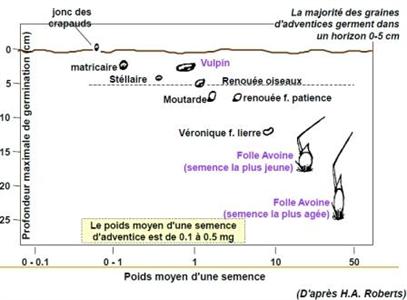 jonc des
crapauds
La majorité des graines
d'adventices germent dans
un horizon 0-5 cm
Profondeur maximale de germination (cm)
0
5
10
15
20
25
matricaire
Vulpin
Stéllaire
Renouée oiseaux
Moutarde
renouée f. patience
Véronique f. lierre
Folle Avoine
(semence la plus jeune)
Folle Avoine
(semence la plus agée)
Le poids moyen d'une semence
d'adventice est de 0.1 à 0.5 mg
0 - 0.1
0 - 1
1
10
50
Poids moyen d'une semence
(D'après H.A. Roberts)